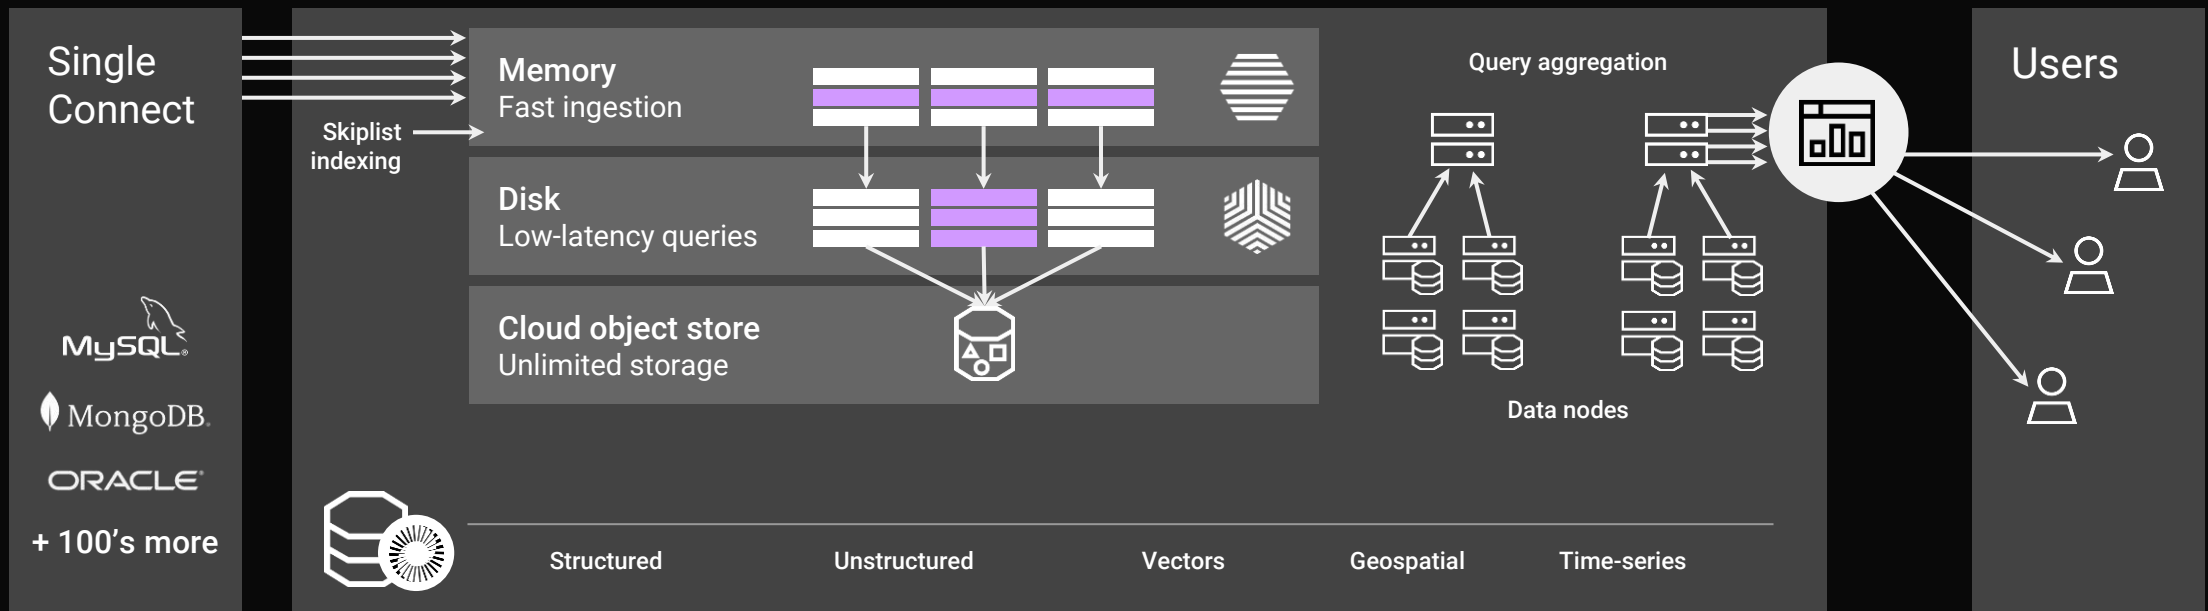 Single
Connect
MySQL®
MongoDB®
ORACLE®
+ 100’s more
Skiplist
indexing
Memory
Fast ingestion
Disk
Low-latency queries
Cloud object store
Unlimited storage
Query aggregation
Data nodes
Structured
Unstructured
Vectors
Geospatial
Time-series
Users